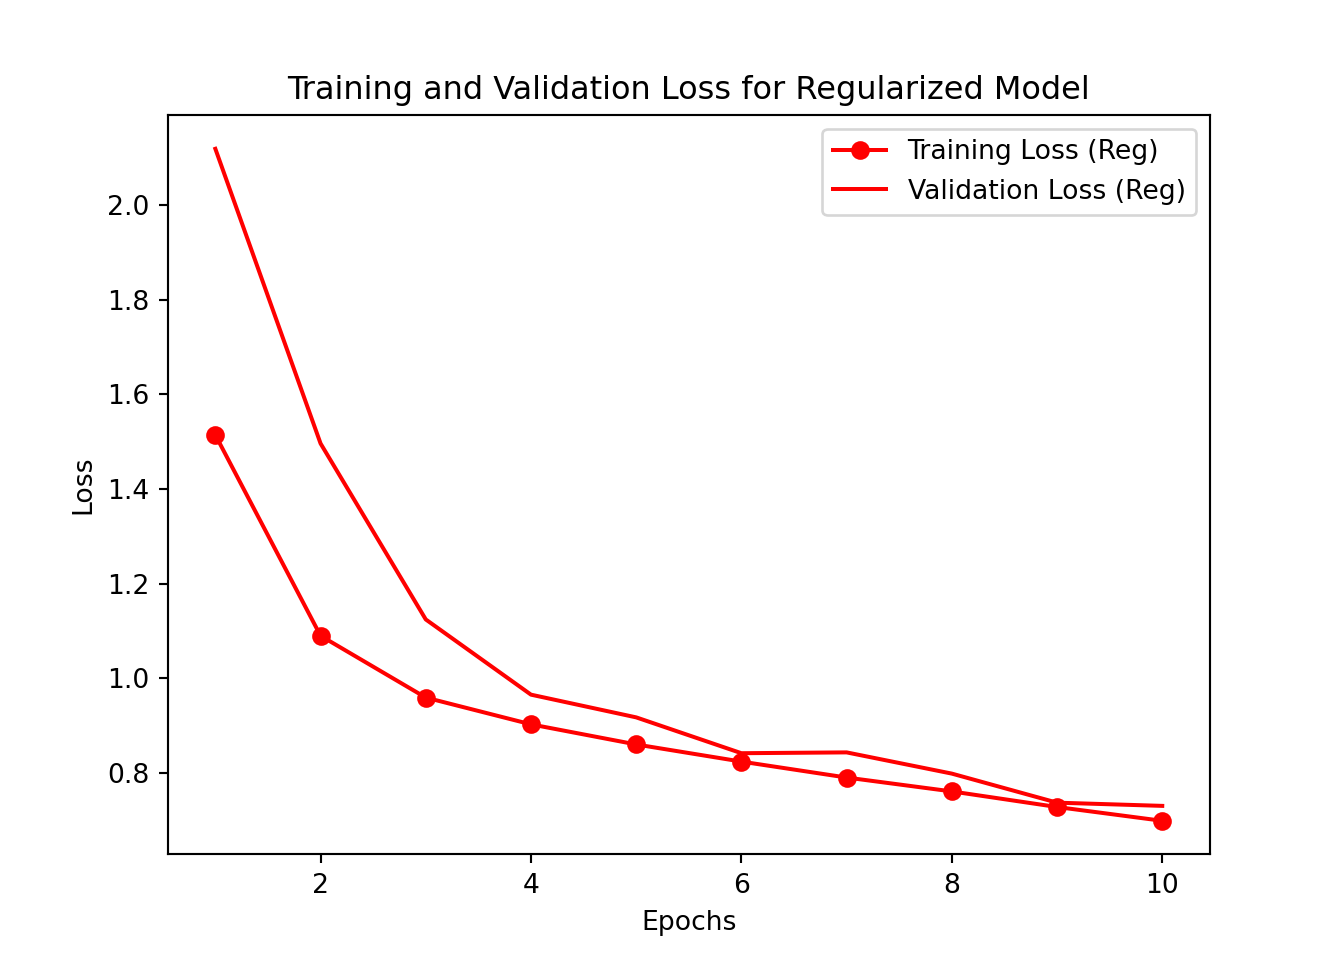 Training and Validation Loss for Regularized Model
Training Loss (Reg)
Validation Loss (Reg)
Loss
2.0
1.8
1.6
1.4
1.2
1.0
0.8
2 4 6 8 10
Epochs